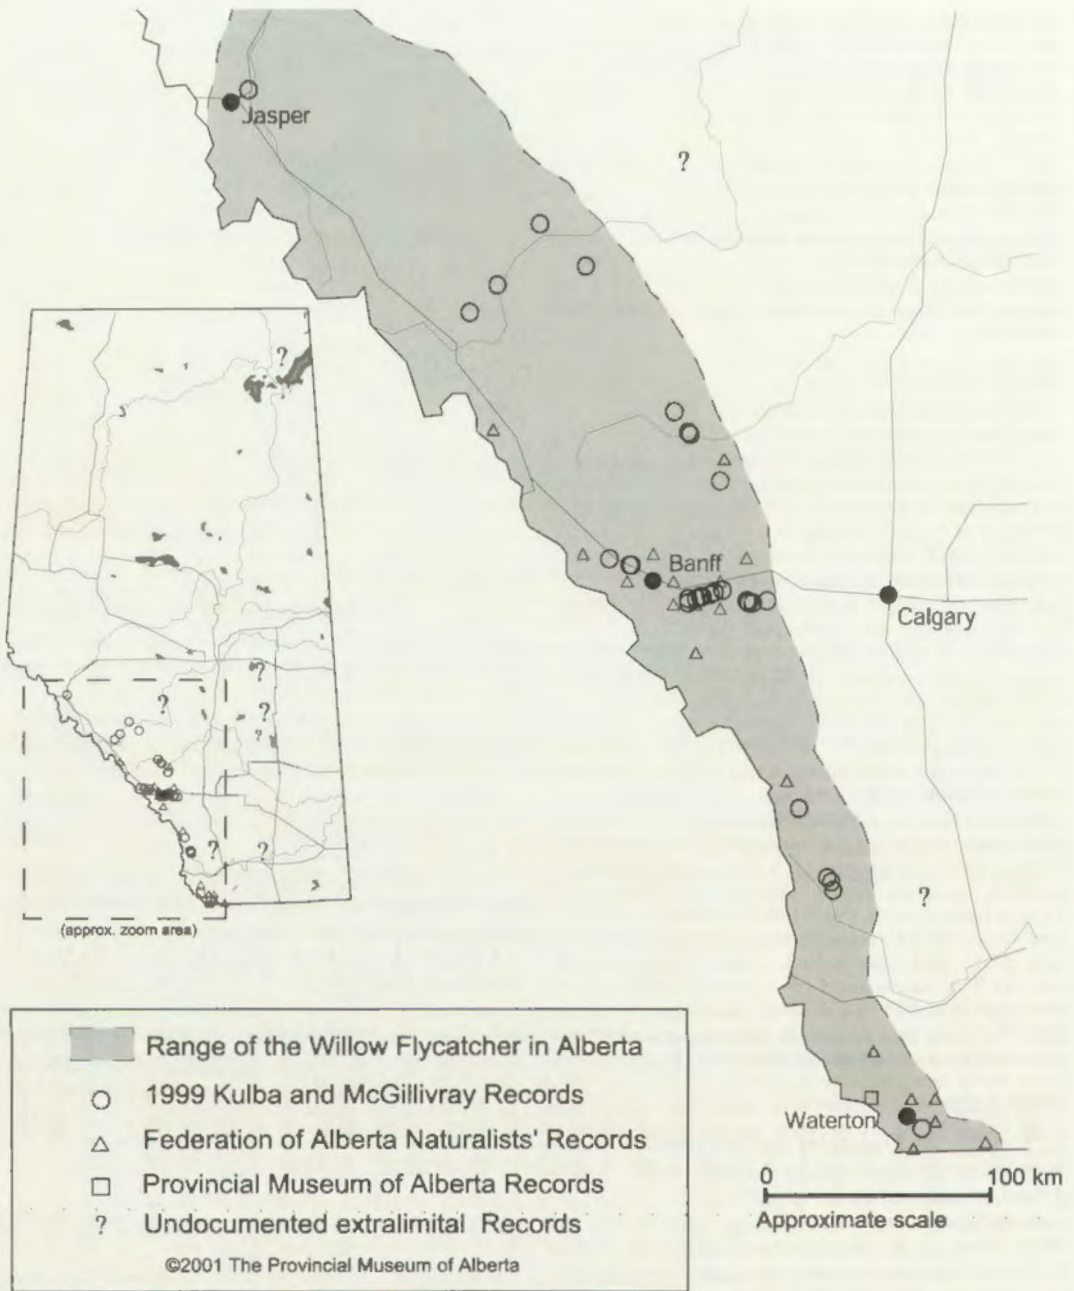 Jasper
?
?
Banff
Calgary
?
?
?
?
?
?
?
(approx. zoom area)
Range of the Willow Flycatcher in Alberta
1999 Kulba and McGillivray Records
Federation of Alberta Naturalists' Records
Provincial Museum of Alberta Records
? Undocumented extralimital Records
©2001 The Provincial Museum of Alberta
Waterton
0 100 km
Approximate scale